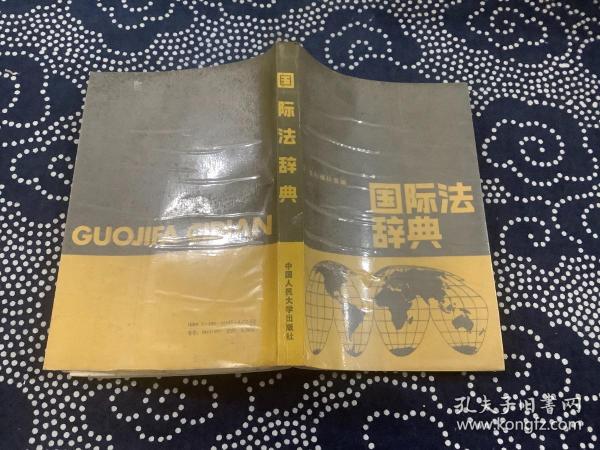 国际法辞典
中国人民大学出版社
国际法
辞典
GUOJIFA CIDIAN
孔夫子旧书网
www.kongfz.com